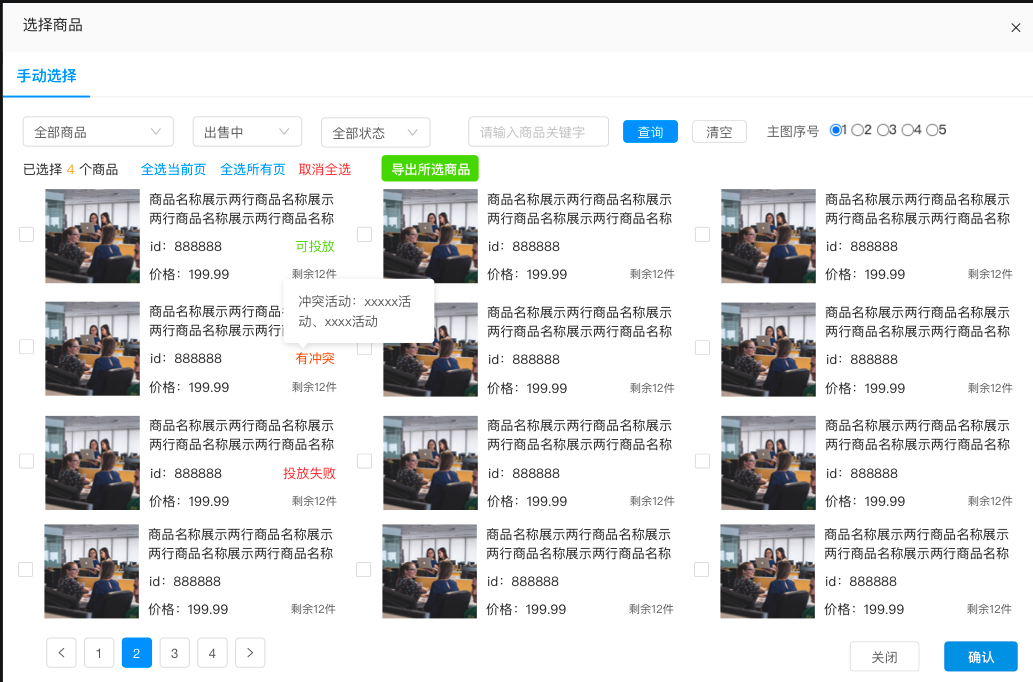 选择商品
手动选择
全部商品 出售中 全部状态 请输入商品关键字 查询 清空 主图序号 1 2 3 4 5
已选择 4 个商品 全选当前页 全选所有页 取消全选 导出所选商品
商品名称展示两行商品名称展示
两行商品名称展示两行商品名称
id：888888 可投放
价格：199.99 剩余12件
商品名称展示两行商品名称展示
两行商品名称展示两行商品名称
id：888888
价格：199.99 剩余12件
商品名称展示两行商品名称展示
两行商品名称展示两行商品名称
id：888888
价格：199.99 剩余12件
商品名称展示两行商品
两行商品名称展示两行
id：888888 有冲突
价格：199.99 剩余12件
冲突活动：xxxxx活
动、xxxx活动
商品名称展示两行商品名称展示
两行商品名称展示两行商品名称
id：888888
价格：199.99 剩余12件
商品名称展示两行商品名称展示
两行商品名称展示两行商品名称
id：888888
价格：199.99 剩余12件
商品名称展示两行商品名称展示
两行商品名称展示两行商品名称
id：888888 投放失败
价格：199.99 剩余12件
商品名称展示两行商品名称展示
两行商品名称展示两行商品名称
id：888888
价格：199.99 剩余12件
商品名称展示两行商品名称展示
两行商品名称展示两行商品名称
id：888888
价格：199.99 剩余12件
商品名称展示两行商品名称展示
两行商品名称展示两行商品名称
id：888888
价格：199.99 剩余12件
商品名称展示两行商品名称展示
两行商品名称展示两行商品名称
id：888888
价格：199.99 剩余12件
商品名称展示两行商品名称展示
两行商品名称展示两行商品名称
id：888888
价格：199.99 剩余12件
1 2 3 4
关闭 确认